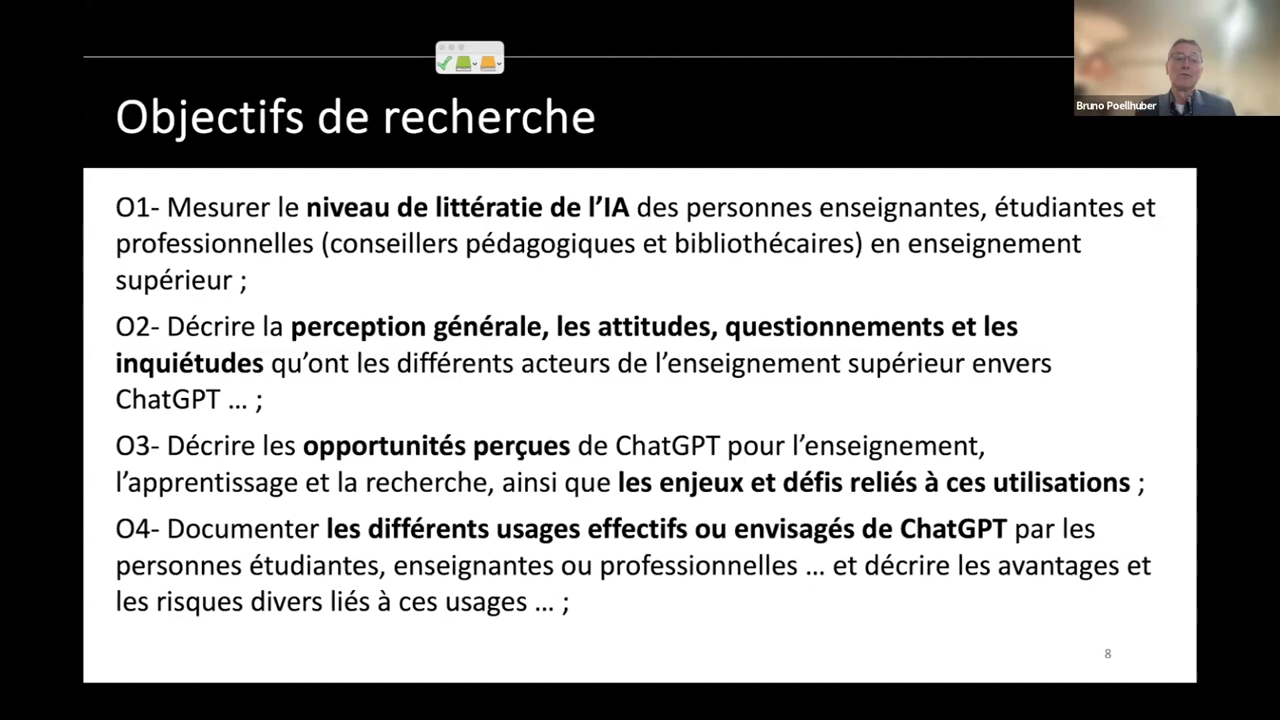 Bruno Poellhuber
Objectifs de recherche
O1- Mesurer le niveau de littératie de l’IA des personnes enseignantes, étudiantes et
professionnelles (conseillers pédagogiques et bibliothécaires) en enseignement
supérieur ;
O2- Décrire la perception générale, les attitudes, questionnements et les
inquiétudes qu’ont les différents acteurs de l’enseignement supérieur envers
ChatGPT … ;
O3- Décrire les opportunités perçues de ChatGPT pour l’enseignement,
l’apprentissage et la recherche, ainsi que les enjeux et défis reliés à ces utilisations ;
O4- Documenter les différents usages effectifs ou envisagés de ChatGPT par les
personnes étudiantes, enseignantes ou professionnelles … et décrire les avantages et
les risques divers liés à ces usages … ;
8